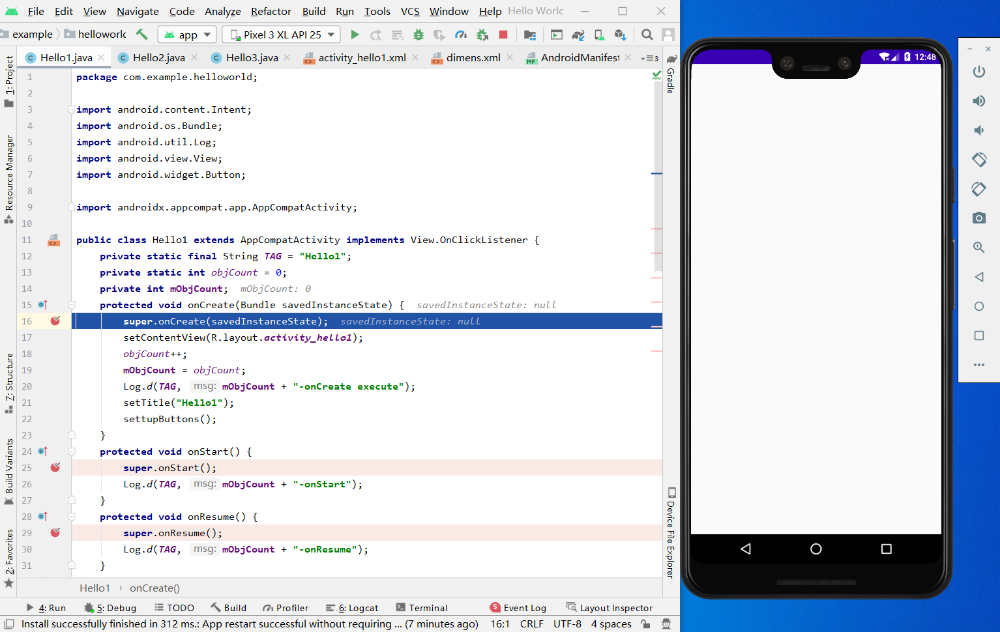 File Edit View Navigate Code Analyze Refactor Build Run Tools VCS Window Help Hello Worlc
example helloworlc app Pixel 3 XL API 25
Hello1.java Hello2.java Hello3.java activity_hello1.xml dimens.xml AndroidManifest 3
1 package com.example.helloworld;
2
3 import android.content.Intent;
4 import android.os.Bundle;
5 import android.util.Log;
6 import android.view.View;
7 import android.widget.Button;
8
9 import androidx.appcompat.app.AppCompatActivity;
10
11 public class Hello1 extends AppCompatActivity implements View.OnClickListener {
12 private static final String TAG = "Hello1";
13 private static int objCount = 0;
14 private int mObjCount; mObjCount: 0
15 protected void onCreate(Bundle savedInstanceState) { savedInstanceState: null
16 super.onCreate(savedInstanceState); savedInstanceState: null
17 setContentView(R.layout.activity_hello1);
18 objCount++;
19 mObjCount = objCount;
20 Log.d(TAG, msg: mObjCount + "-onCreate execute");
21 setTitle("Hello1");
22 settupButtons();
23 }
24 protected void onStart() {
25 super.onStart();
26 Log.d(TAG, msg: mObjCount + "-onStart");
27 }
28 protected void onResume() {
29 super.onResume();
30 Log.d(TAG, msg: mObjCount + "-onResume");
31 }
Hello1 › onCreate()
1: Project
Resource Manager
7: Structure
Build Variants
2: Favorites
Gradle
Device File Explorer
4: Run 5: Debug TODO Build Profiler 6: Logcat Terminal 5 Event Log Layout Inspector
Install successfully finished in 312 ms.: App restart successful without requiring ... (7 minutes ago) 16:1 CRLF UTF-8 4 spaces
12:48